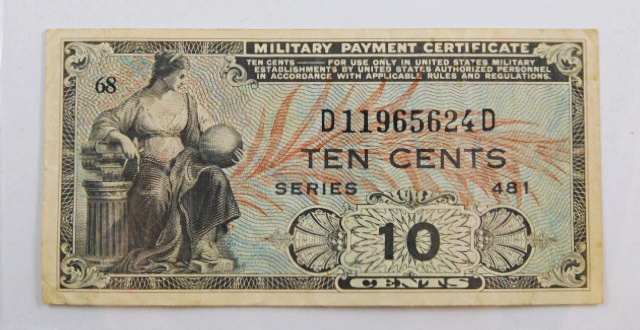 MILITARY PAYMENT CERTIFICATE
TEN CENTS — FOR USE ONLY IN UNITED STATES MILITARY
ESTABLISHMENTS BY UNITED STATES AUTHORIZED PERSONNEL
IN ACCORDANCE WITH APPLICABLE RULES AND REGULATIONS.
68
D11965624D
TEN CENTS
SERIES 481
10
CENTS